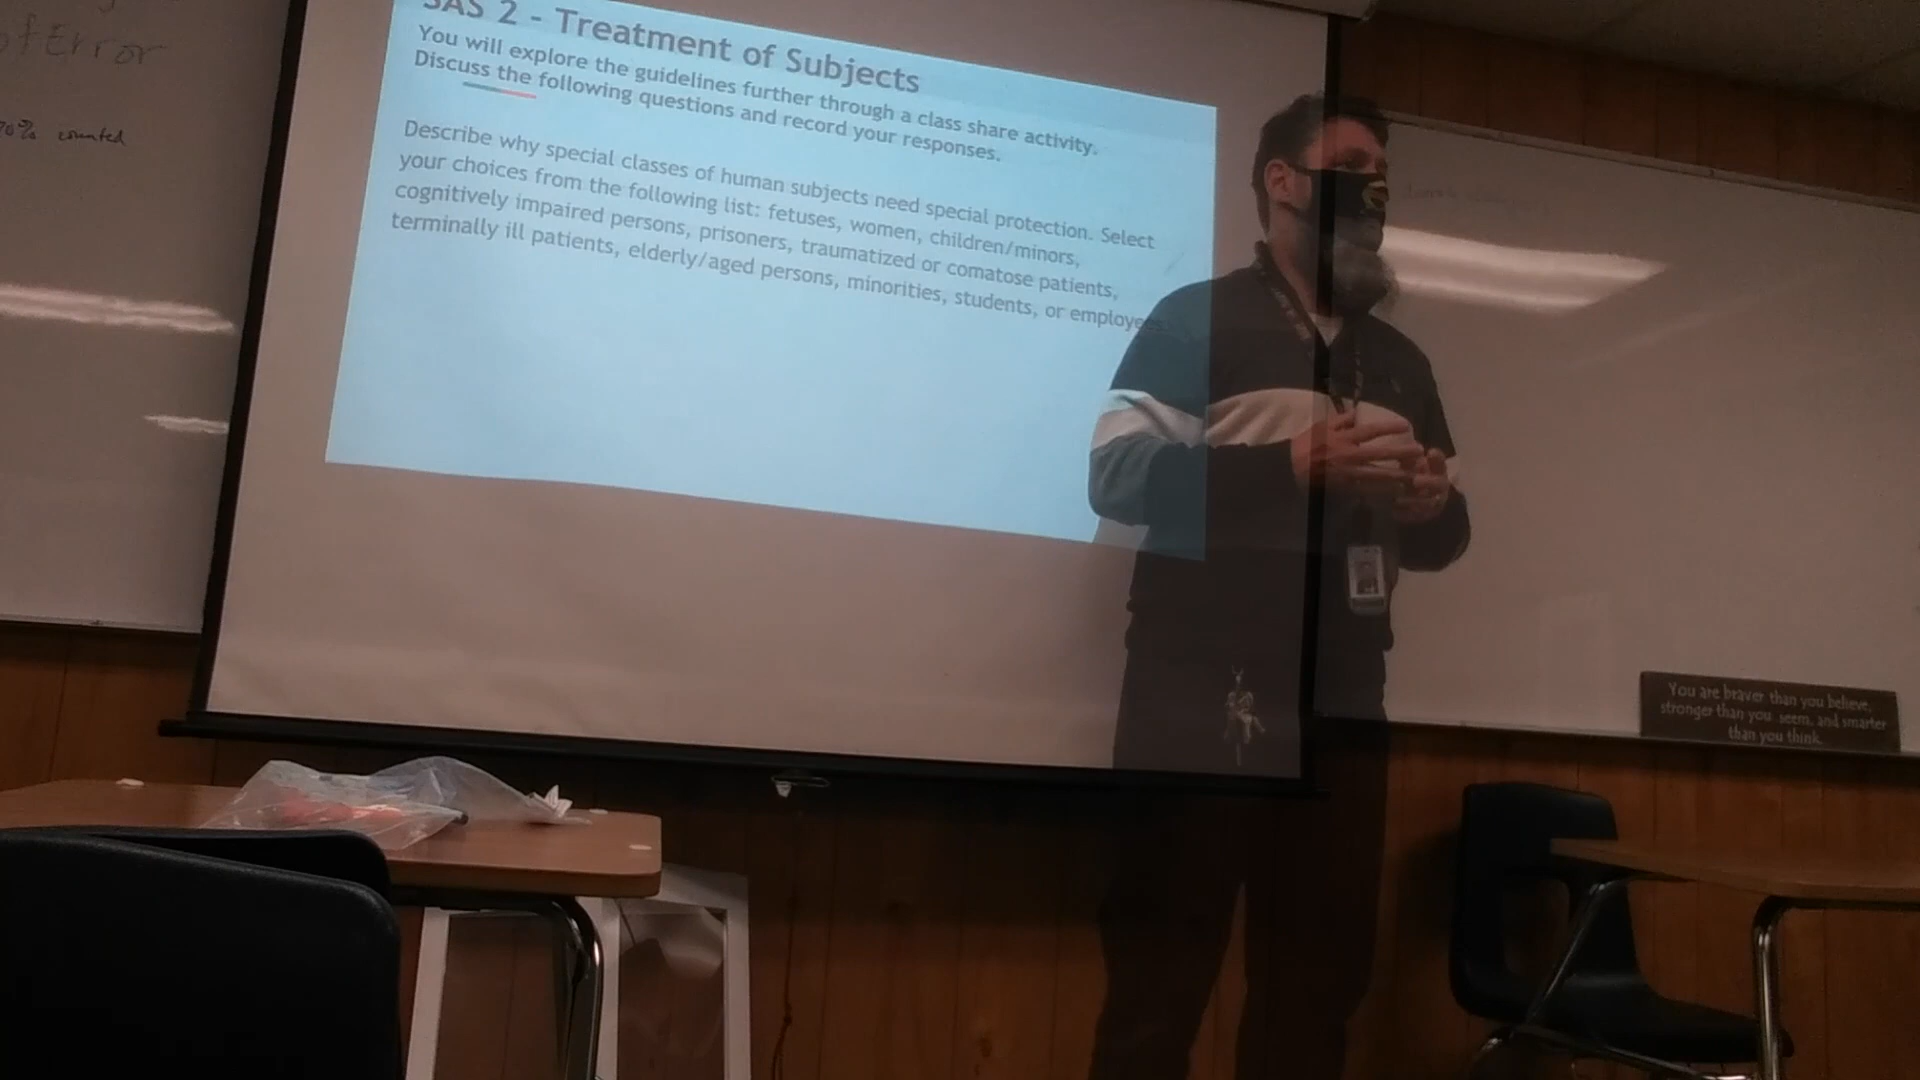 of Error
90% counted
SAS 2 - Treatment of Subjects
You will explore the guidelines further through a class share activity.
Discuss the following questions and record your responses.
Describe why special classes of human subjects need special protection. Select
your choices from the following list: fetuses, women, children/minors,
cognitively impaired persons, prisoners, traumatized or comatose patients,
terminally ill patients, elderly/aged persons, minorities, students, or employees.
You are braver than you believe,
stronger than you seem, and smarter
than you think.